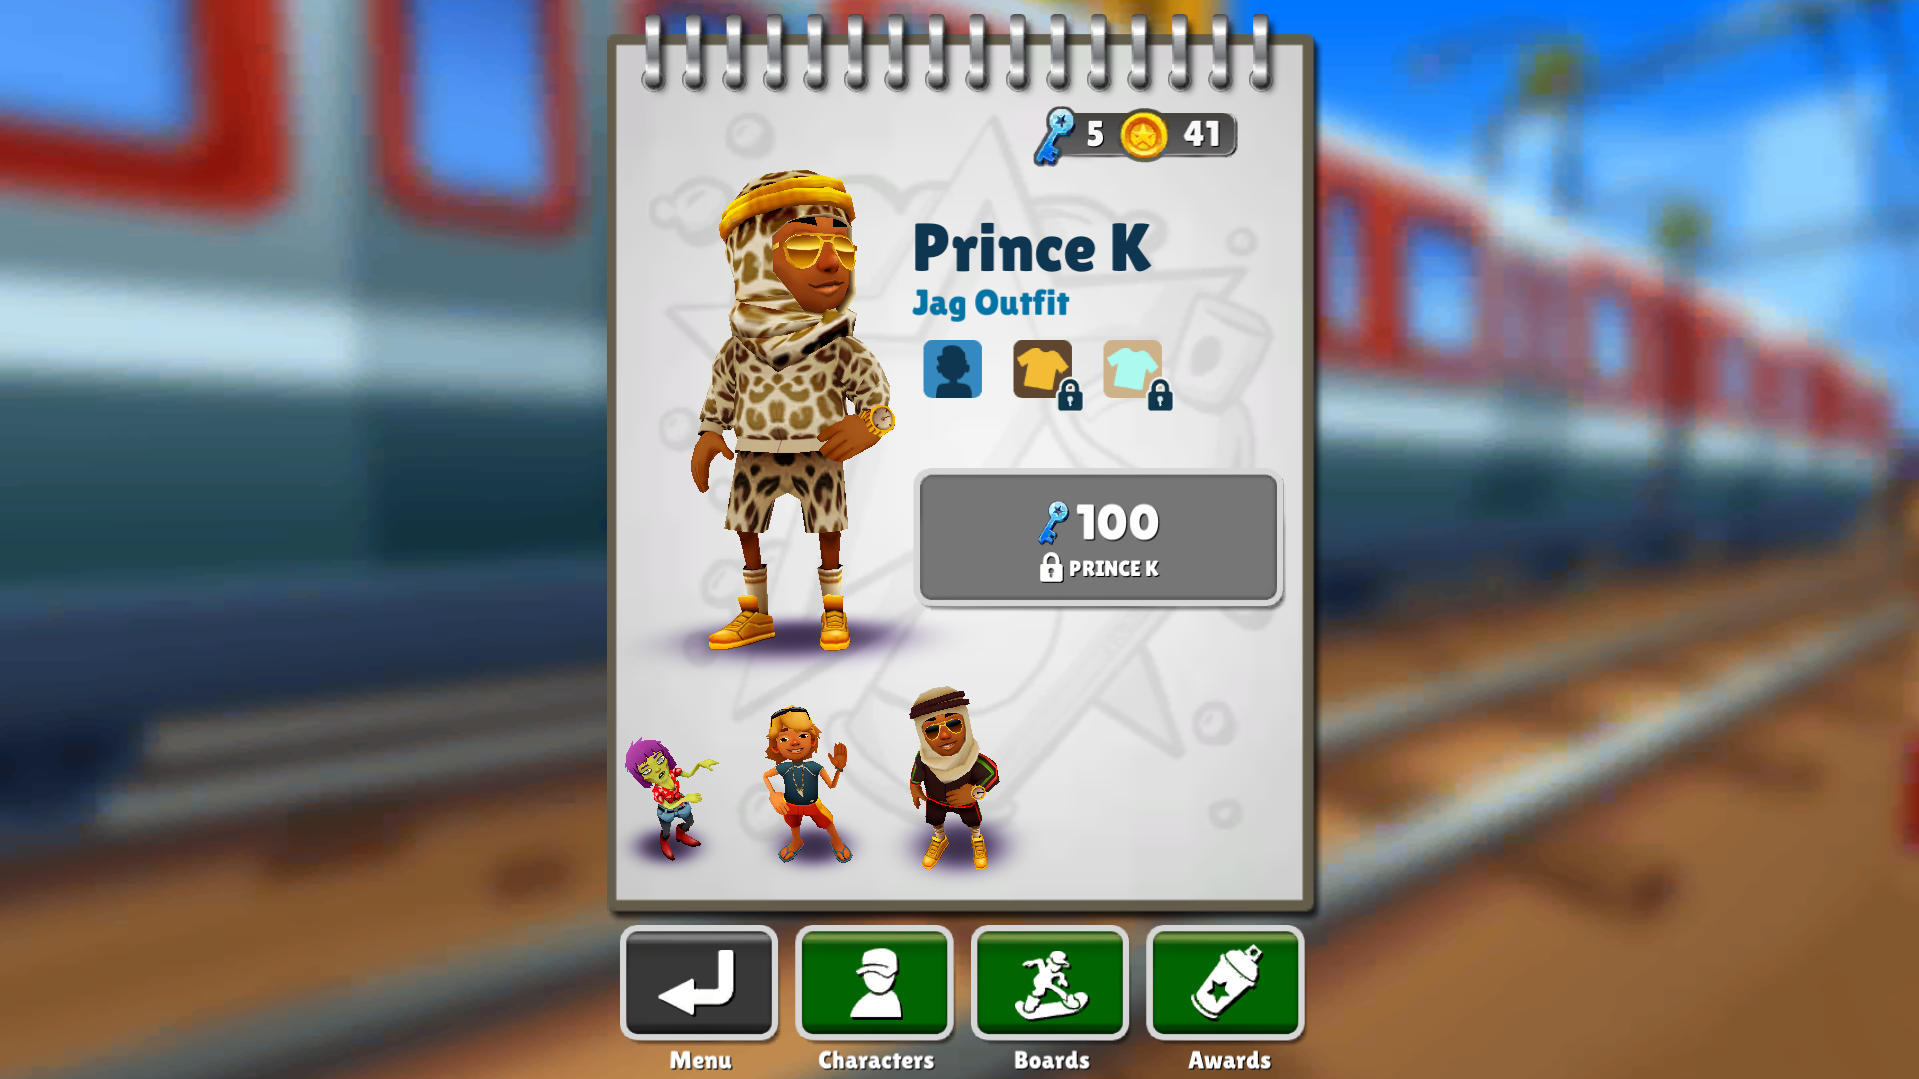 5 41
Prince K
Jag Outfit
100
PRINCE K
Menu Characters Boards Awards